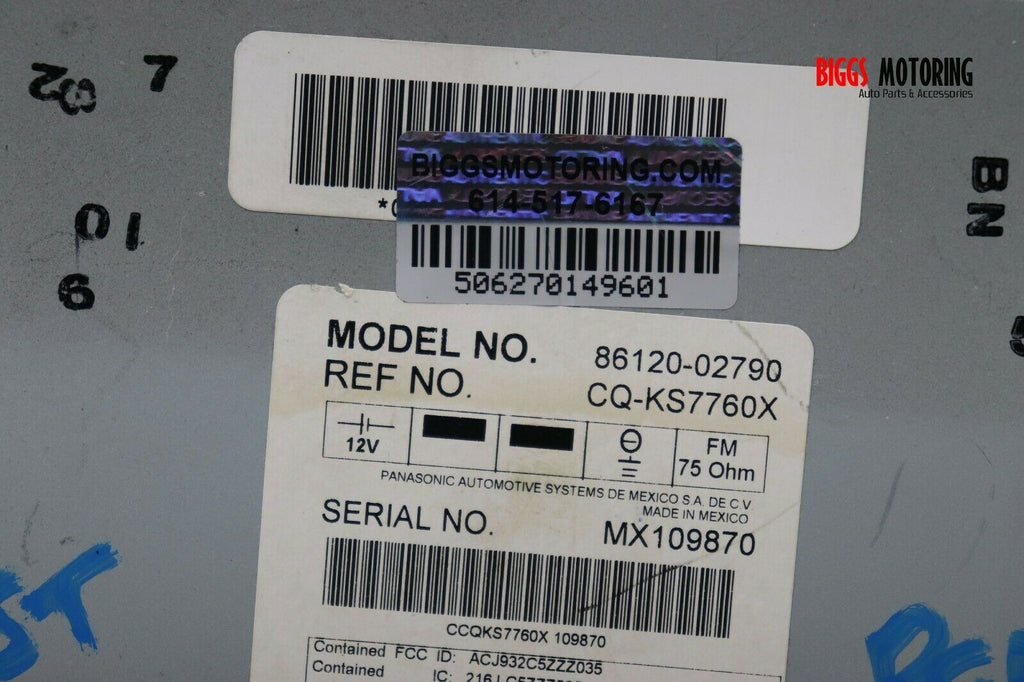 BIGGS MOTORING
Auto Parts & Accessories
28 7
01
6
BN
BIGGSMOTORING.COM
614-517-6167
506270149601
MODEL NO. 86120-02790
REF NO. CQ-KS7760X
12V
FM
75 Ohm
PANASONIC AUTOMOTIVE SYSTEMS DE MEXICO S.A. DE C.V
MADE IN MEXICO
SERIAL NO. MX109870
CCQKS7760X 109870
Contained FCC ID: ACJ932C5ZZZ035
Contained IC: